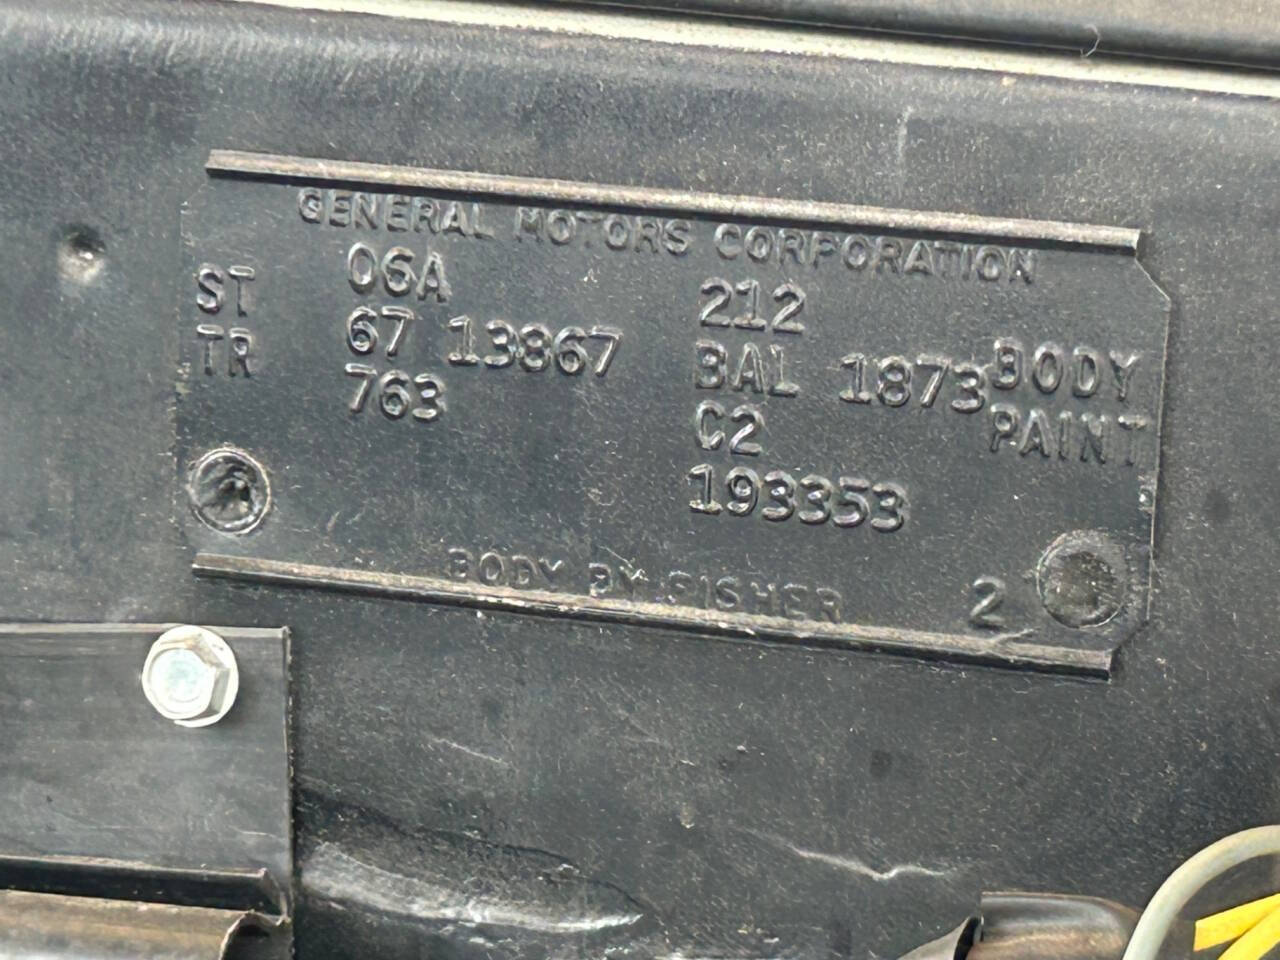 GENERAL MOTORS CORPORATION
06A 212
ST 67 13867 BAL 1873 BODY
TR 763 C2 PAINT
193353
BODY BY FISHER 2